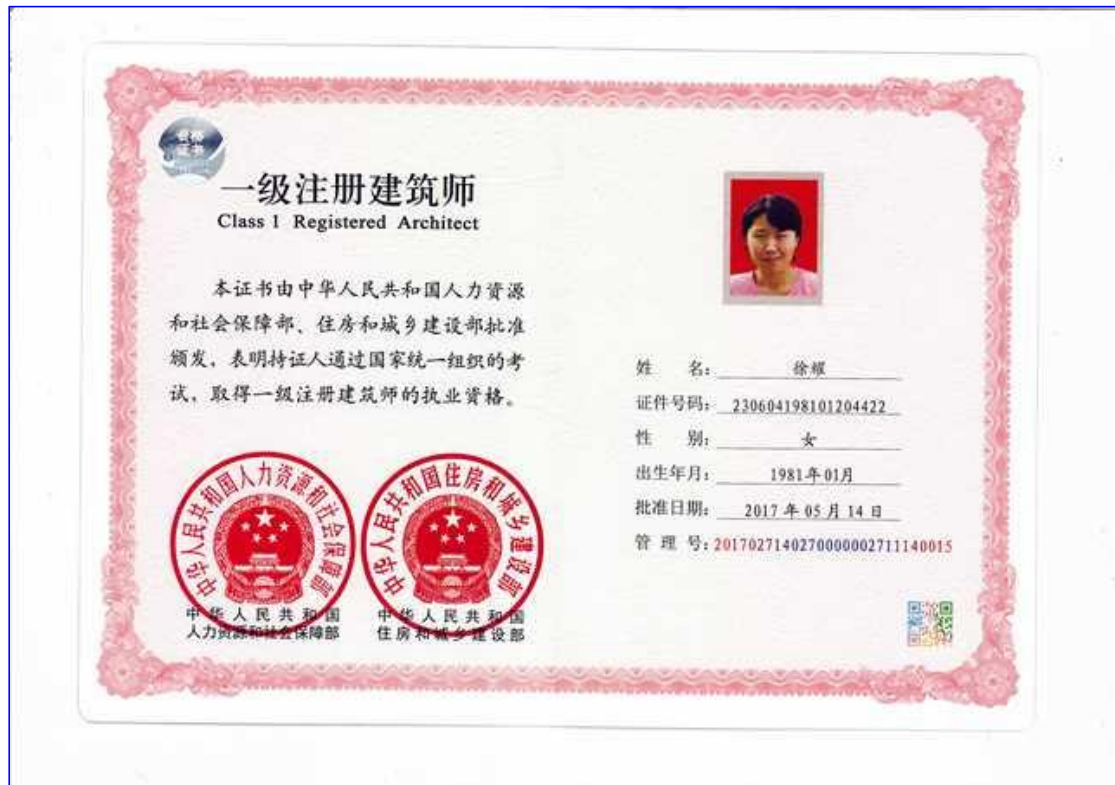 资格
证书
一级注册建筑师
Class 1 Registered Architect
本证书由中华人民共和国人力资源
和社会保障部、住房和城乡建设部批准
颁发，表明持证人通过国家统一组织的考
试，取得一级注册建筑师的执业资格。
中华人民共和国人力资源和社会保障部
中华人民共和国
人力资源和社会保障部
中华人民共和国住房和城乡建设部
中华人民共和国
住房和城乡建设部
姓 名： 徐耀
证件号码： 230604198101204422
性 别： 女
出生年月： 1981年01月
批准日期： 2017 年 05 月 14 日
管 理 号： 2017027140270000002711140015